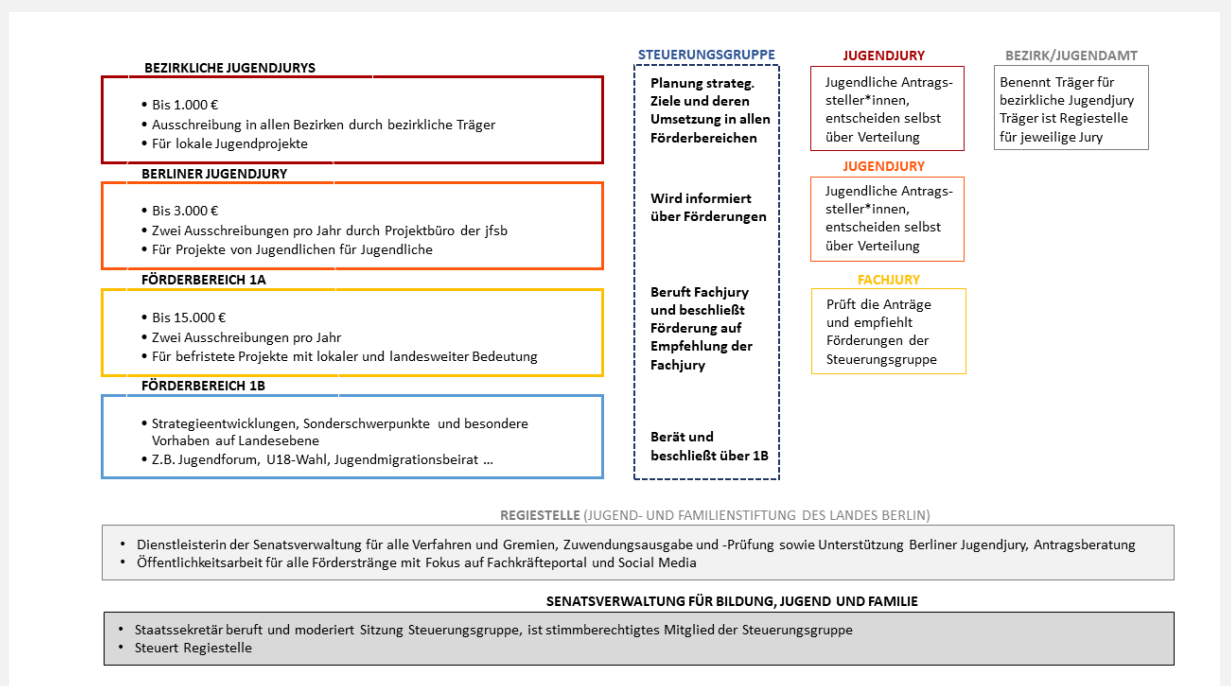 BEZIRKLICHE JUGENDJURYS
• Bis 1.000 €
• Ausschreibung in allen Bezirken durch bezirkliche Träger
• Für lokale Jugendprojekte
BERLINER JUGENDJURY
• Bis 3.000 €
• Zwei Ausschreibungen pro Jahr durch Projektbüro der jfsb
• Für Projekte von Jugendlichen für Jugendliche
FÖRDERBEREICH 1A
• Bis 15.000 €
• Zwei Ausschreibungen pro Jahr
• Für befristete Projekte mit lokaler und landesweiter Bedeutung
FÖRDERBEREICH 1B
• Strategieentwicklungen, Sonderschwerpunkte und besondere
Vorhaben auf Landesebene
• Z.B. Jugendforum, U18-Wahl, Jugendmigrationsbeirat ...
STEUERUNGSGRUPPE
Planung strateg.
Ziele und deren
Umsetzung in allen
Förderbereichen
Wird informiert
über Förderungen
Beruft Fachjury
und beschließt
Förderung auf
Empfehlung der
Fachjury
Berät und
beschließt über 1B
JUGENDJURY
Jugendliche Antrags-
steller*innen,
entscheiden selbst
über Verteilung
JUGENDJURY
Jugendliche Antrags-
steller*innen,
entscheiden selbst
über Verteilung
FACHJURY
Prüft die Anträge
und empfiehlt
Förderungen der
Steuerungsgruppe
BEZIRK/JUGENDAMT
Benennt Träger für
bezirkliche Jugendjury
Träger ist Regiestelle
für jeweilige Jury
REGIESTELLE (JUGEND- UND FAMILIENSTIFTUNG DES LANDES BERLIN)
• Dienstleisterin der Senatsverwaltung für alle Verfahren und Gremien, Zuwendungsausgabe und -Prüfung sowie Unterstützung Berliner Jugendjury, Antragsberatung
• Öffentlichkeitsarbeit für alle Förderstränge mit Fokus auf Fachkräfteportal und Social Media
SENATSVERWALTUNG FÜR BILDUNG, JUGEND UND FAMILIE
• Staatssekretär beruft und moderiert Sitzung Steuerungsgruppe, ist stimmberechtigtes Mitglied der Steuerungsgruppe
• Steuert Regiestelle